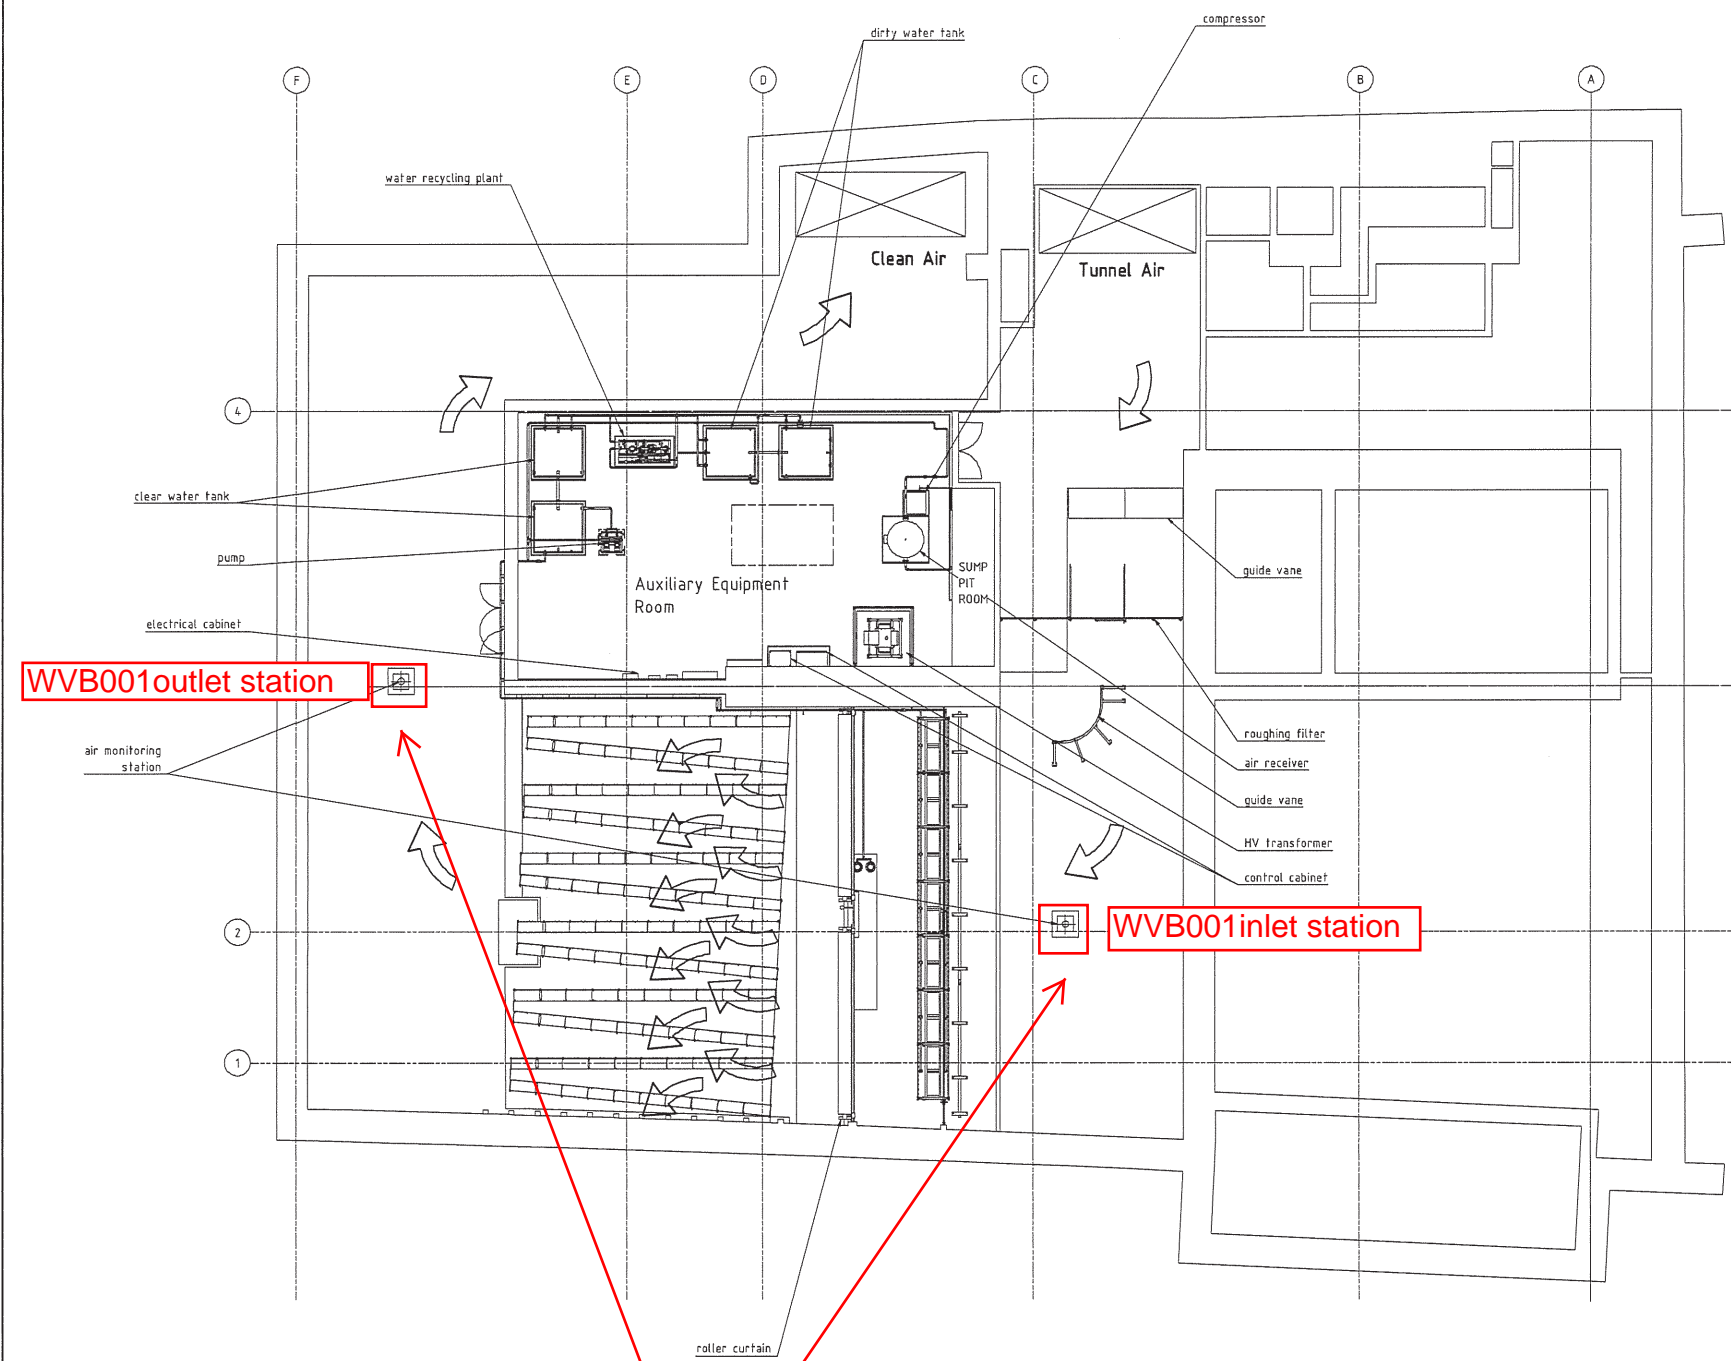 compressor
dirty water tank
F
E
D
C
B
A
water recycling plant
Clean Air
Tunnel Air
4
clear water tank
pump
SUMP
PIT
ROOM
guide vane
Auxiliary Equipment
Room
electrical cabinet
WVB001outlet station
roughing filter
air monitoring
station
air receiver
guide vane
HV transformer
control cabinet
2
WVB001inlet station
1
roller curtain